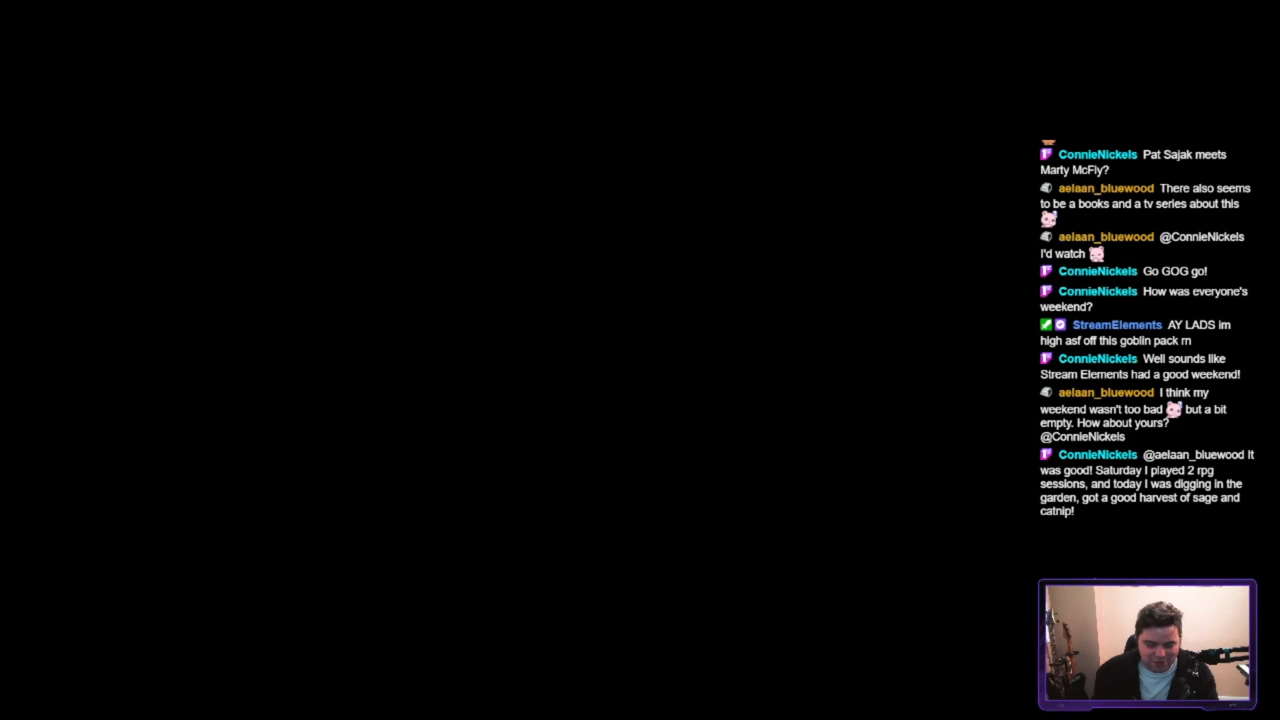 ConnieNickels Pat Sajak meets
Marty McFly?
aelaan_bluewood There also seems
to be a books and a tv series about this
aelaan_bluewood @ConnieNickels
I'd watch
ConnieNickels Go GOG go!
ConnieNickels How was everyone's
weekend?
StreamElements AY LADS im
high asf off this goblin pack rn
ConnieNickels Well sounds like
Stream Elements had a good weekend!
aelaan_bluewood I think my
weekend wasn't too bad but a bit
empty. How about yours?
@ConnieNickels
ConnieNickels @aelaan_bluewood It
was good! Saturday I played 2 rpg
sessions, and today I was digging in the
garden, got a good harvest of sage and
catnip!